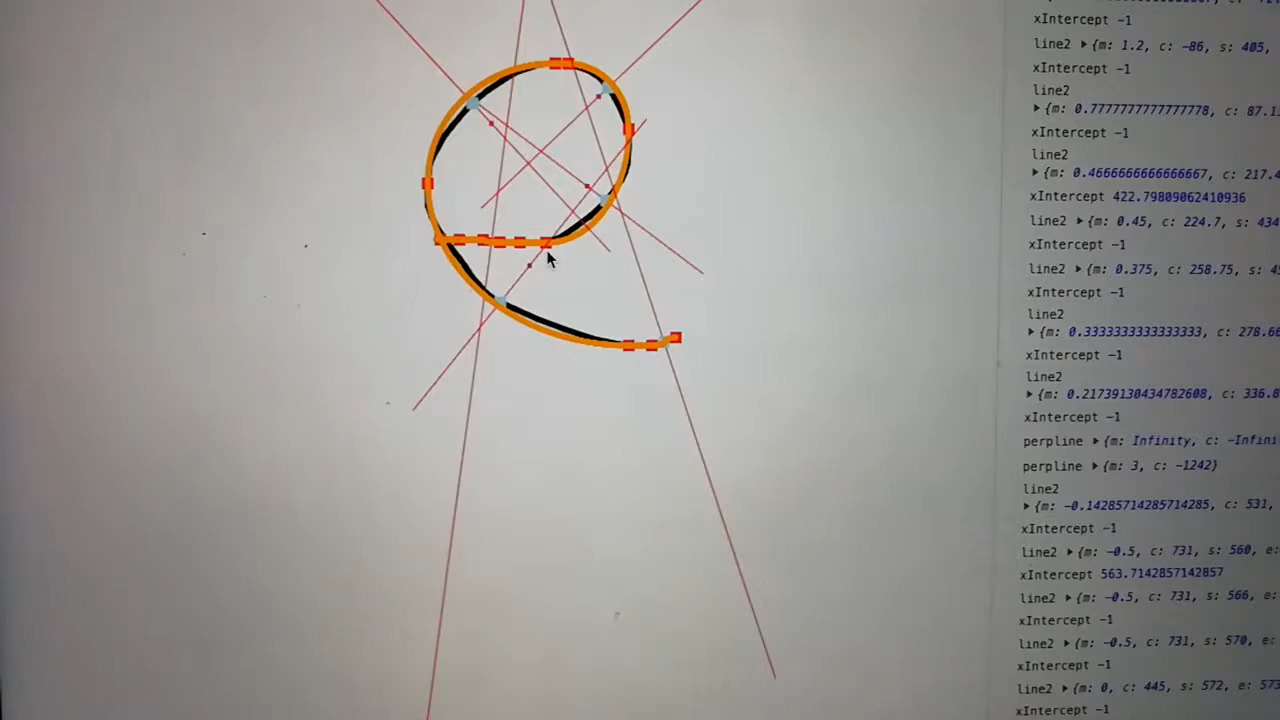 xIntercept -1
line2 ▶{m: 1.2, c: -86, s: 405,
xIntercept -1
line2
▶{m: 0.7777777777777778, c: 87.1
xIntercept -1
line2
▶{m: 0.4666666666666667, c: 217.4
xIntercept 422.79809062410936
line2 ▶{m: 0.45, c: 224.7, s: 434
xIntercept -1
line2 ▶{m: 0.375, c: 258.75, s: 4
xIntercept -1
line2
▶{m: 0.3333333333333333, c: 278.66
xIntercept -1
line2
▶{m: 0.21739130434782608, c: 336.8
xIntercept -1
perpline ▶{m: Infinity, c: -Infini
perpline ▶{m: 3, c: -1242}
line2
▶{m: -0.14285714285714285, c: 531,
xIntercept -1
line2 ▶{m: -0.5, c: 731, s: 560, e:
xIntercept 563.7142857142857
line2 ▶{m: -0.5, c: 731, s: 566, e:
xIntercept -1
line2 ▶{m: -0.5, c: 731, s: 570, e:
xIntercept -1
line2 ▶{m: 0, c: 445, s: 572, e: 573
xIntercept -1